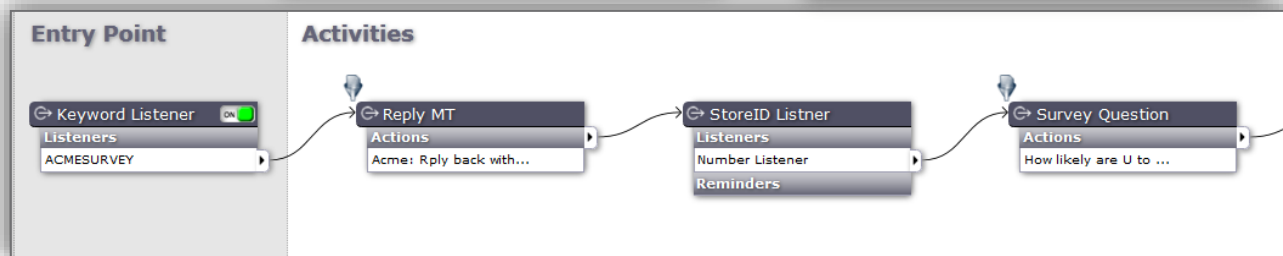 Entry Point
Activities
Keyword Listener ON
Listeners
ACMESURVEY
Reply MT
Actions
Acme: Rply back with...
StoreID Listner
Listeners
Number Listener
Reminders
Survey Question
Actions
How likely are U to ...